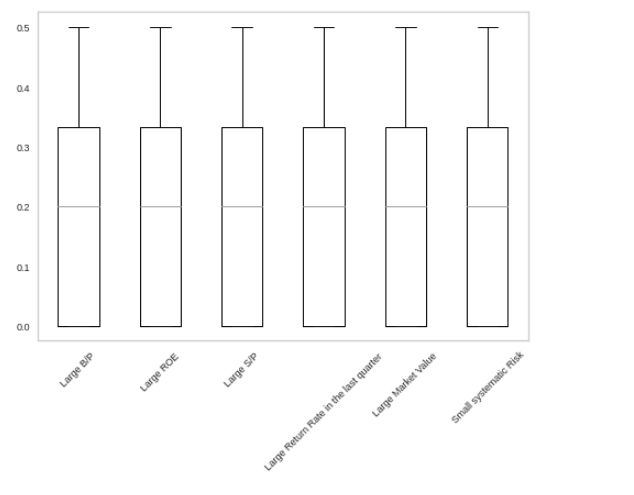 0.5
0.4
0.3
0.2
0.1
0.0
Large B/P
Large ROE
Large S/P
Large Return Rate in the last quarter
Large Market Value
Small systematic Risk